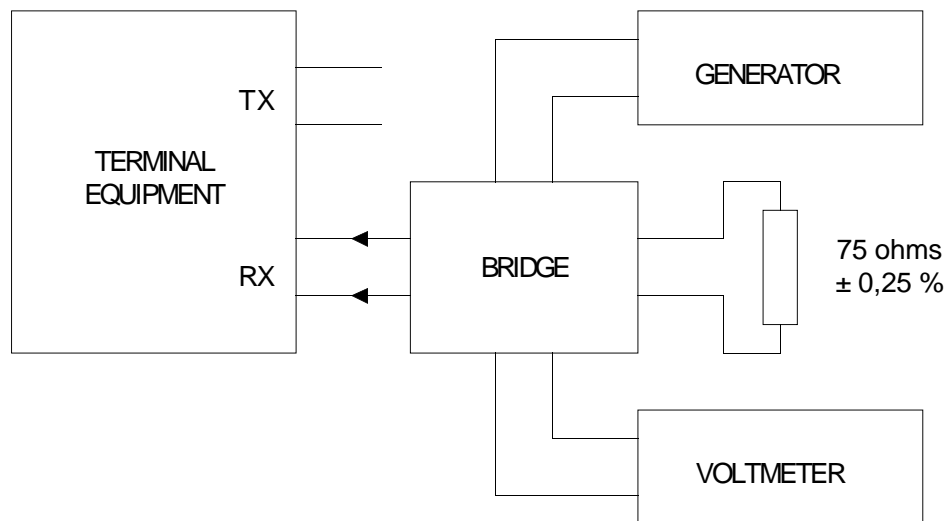 GENERATOR
TX
TERMINAL
EQUIPMENT
RX
BRIDGE
75 ohms
± 0,25 %
VOLTMETER